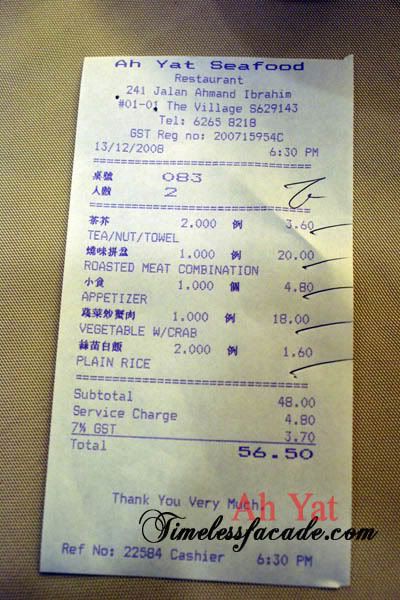 Ah Yat Seafood
Restaurant
241 Jalan Ahmand Ibrahim
#01-01 The Village S629143
Tel: 6265 8218
GST Reg no: 200715954C
13/12/2008 6:30 PM
==============================
桌號 083
人數 2
==============================
茶芥 2.000 例 3.60
TEA/NUT/TOWEL
燒味拼盆 1.000 例 20.00
ROASTED MEAT COMBINATION
小食 1.000 個 4.80
APPETIZER
蔬菜炒蟹肉 1.000 例 18.00
VEGETABLE W/CRAB
絲苗白飯 2.000 例 1.60
PLAIN RICE
==============================
Subtotal 48.00
Service Charge 4.80
7% GST 3.70
Total 56.50
Thank You Very Much.
Ah Yat
Timelessfacade.com
Ref No: 22584 Cashier 6:30 PM